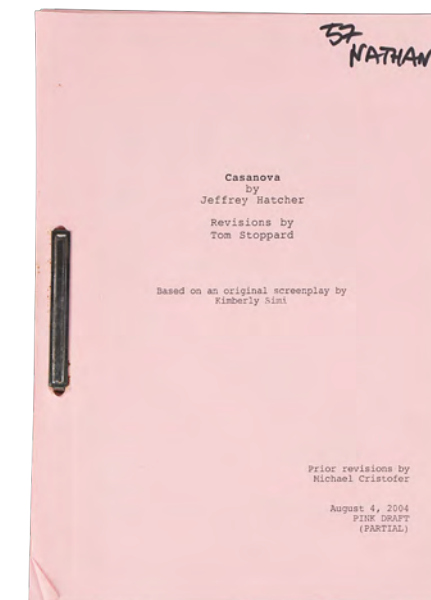 57
NATHAN
Casanova
by
Jeffrey Hatcher
Revisions by
Tom Stoppard
Based on an original screenplay by
Kimberly Simi
Prior revisions by
Michael Cristofer
August 4, 2004
PINK DRAFT
(PARTIAL)